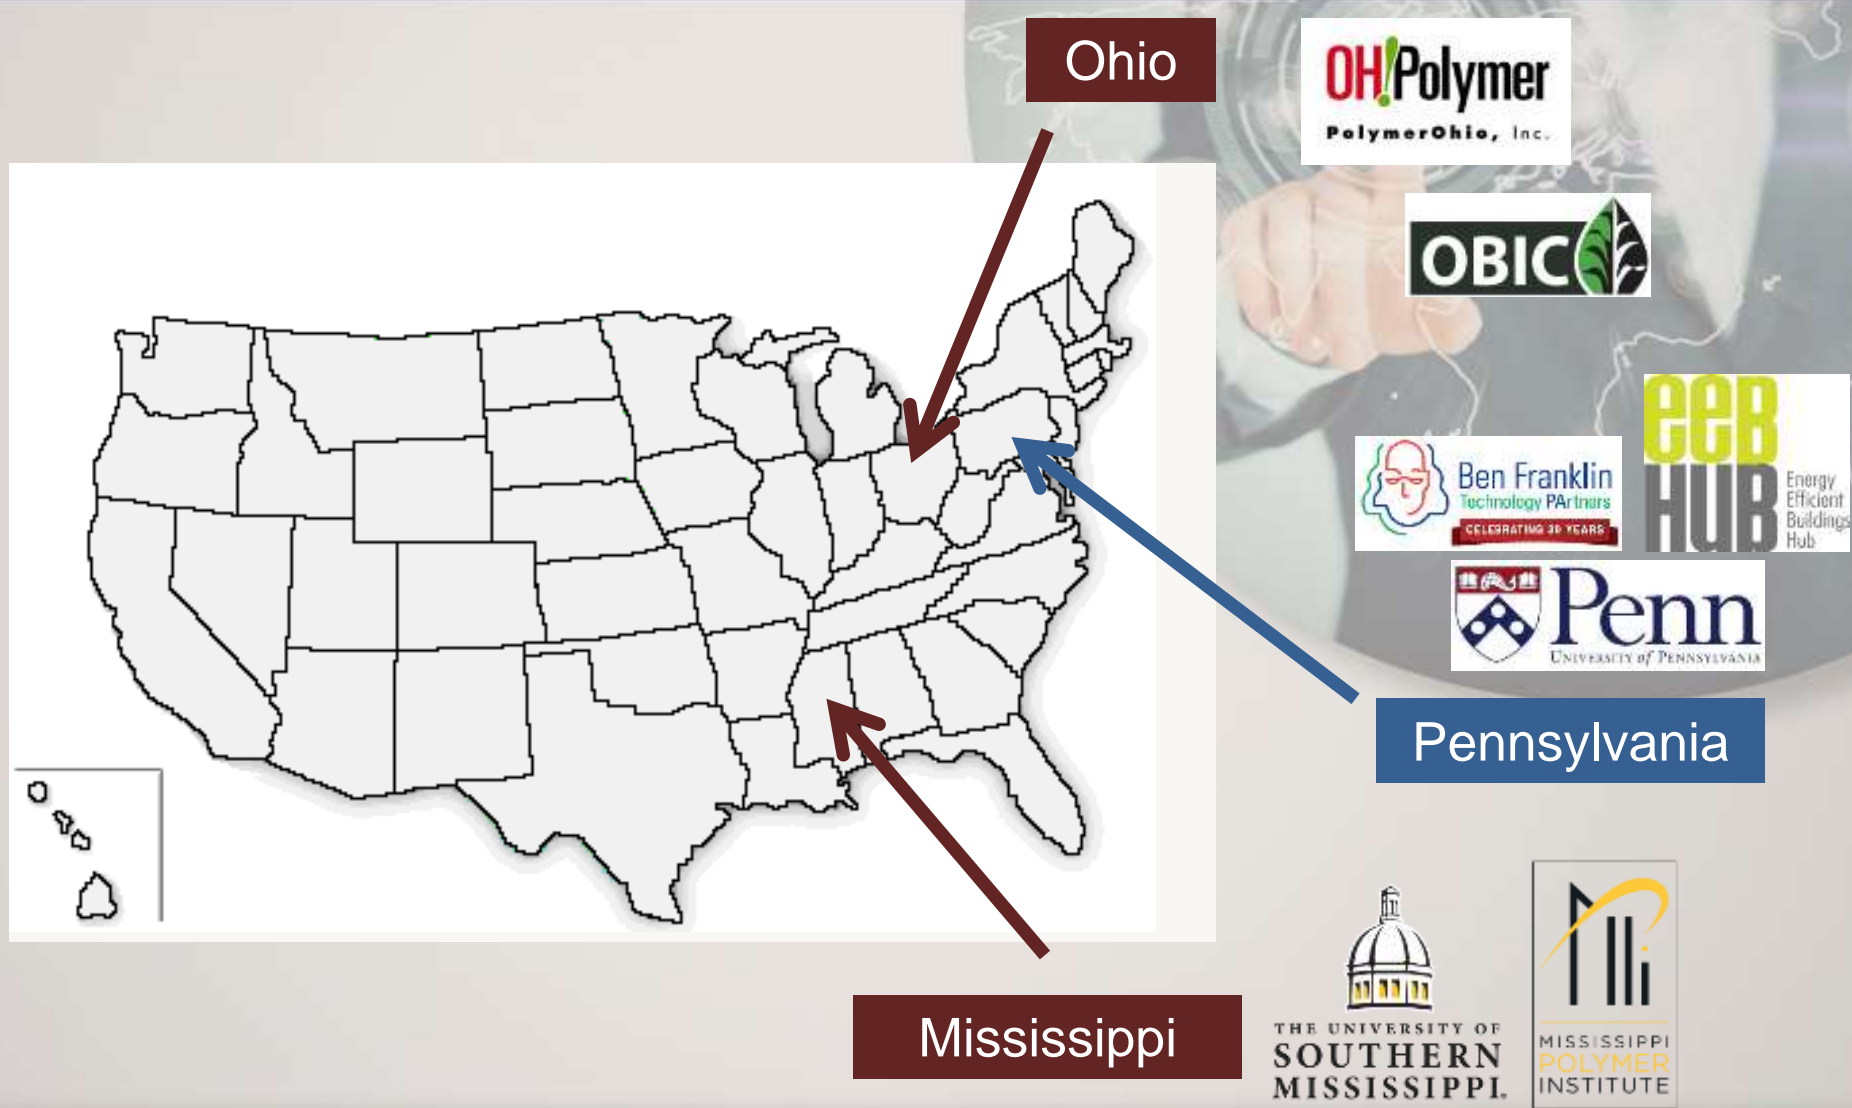 Ohio
OH!Polymer
PolymerOhio, Inc.
OBIC
eeB
HUB
Energy
Efficient
Buildings
Hub
Ben Franklin
Technology PArtners
CELEBRATING 30 YEARS
Penn
UNIVERSITY of PENNSYLVANIA
Pennsylvania
Mississippi
THE UNIVERSITY OF
SOUTHERN
MISSISSIPPI.
MISSISSIPPI
POLYMER
INSTITUTE